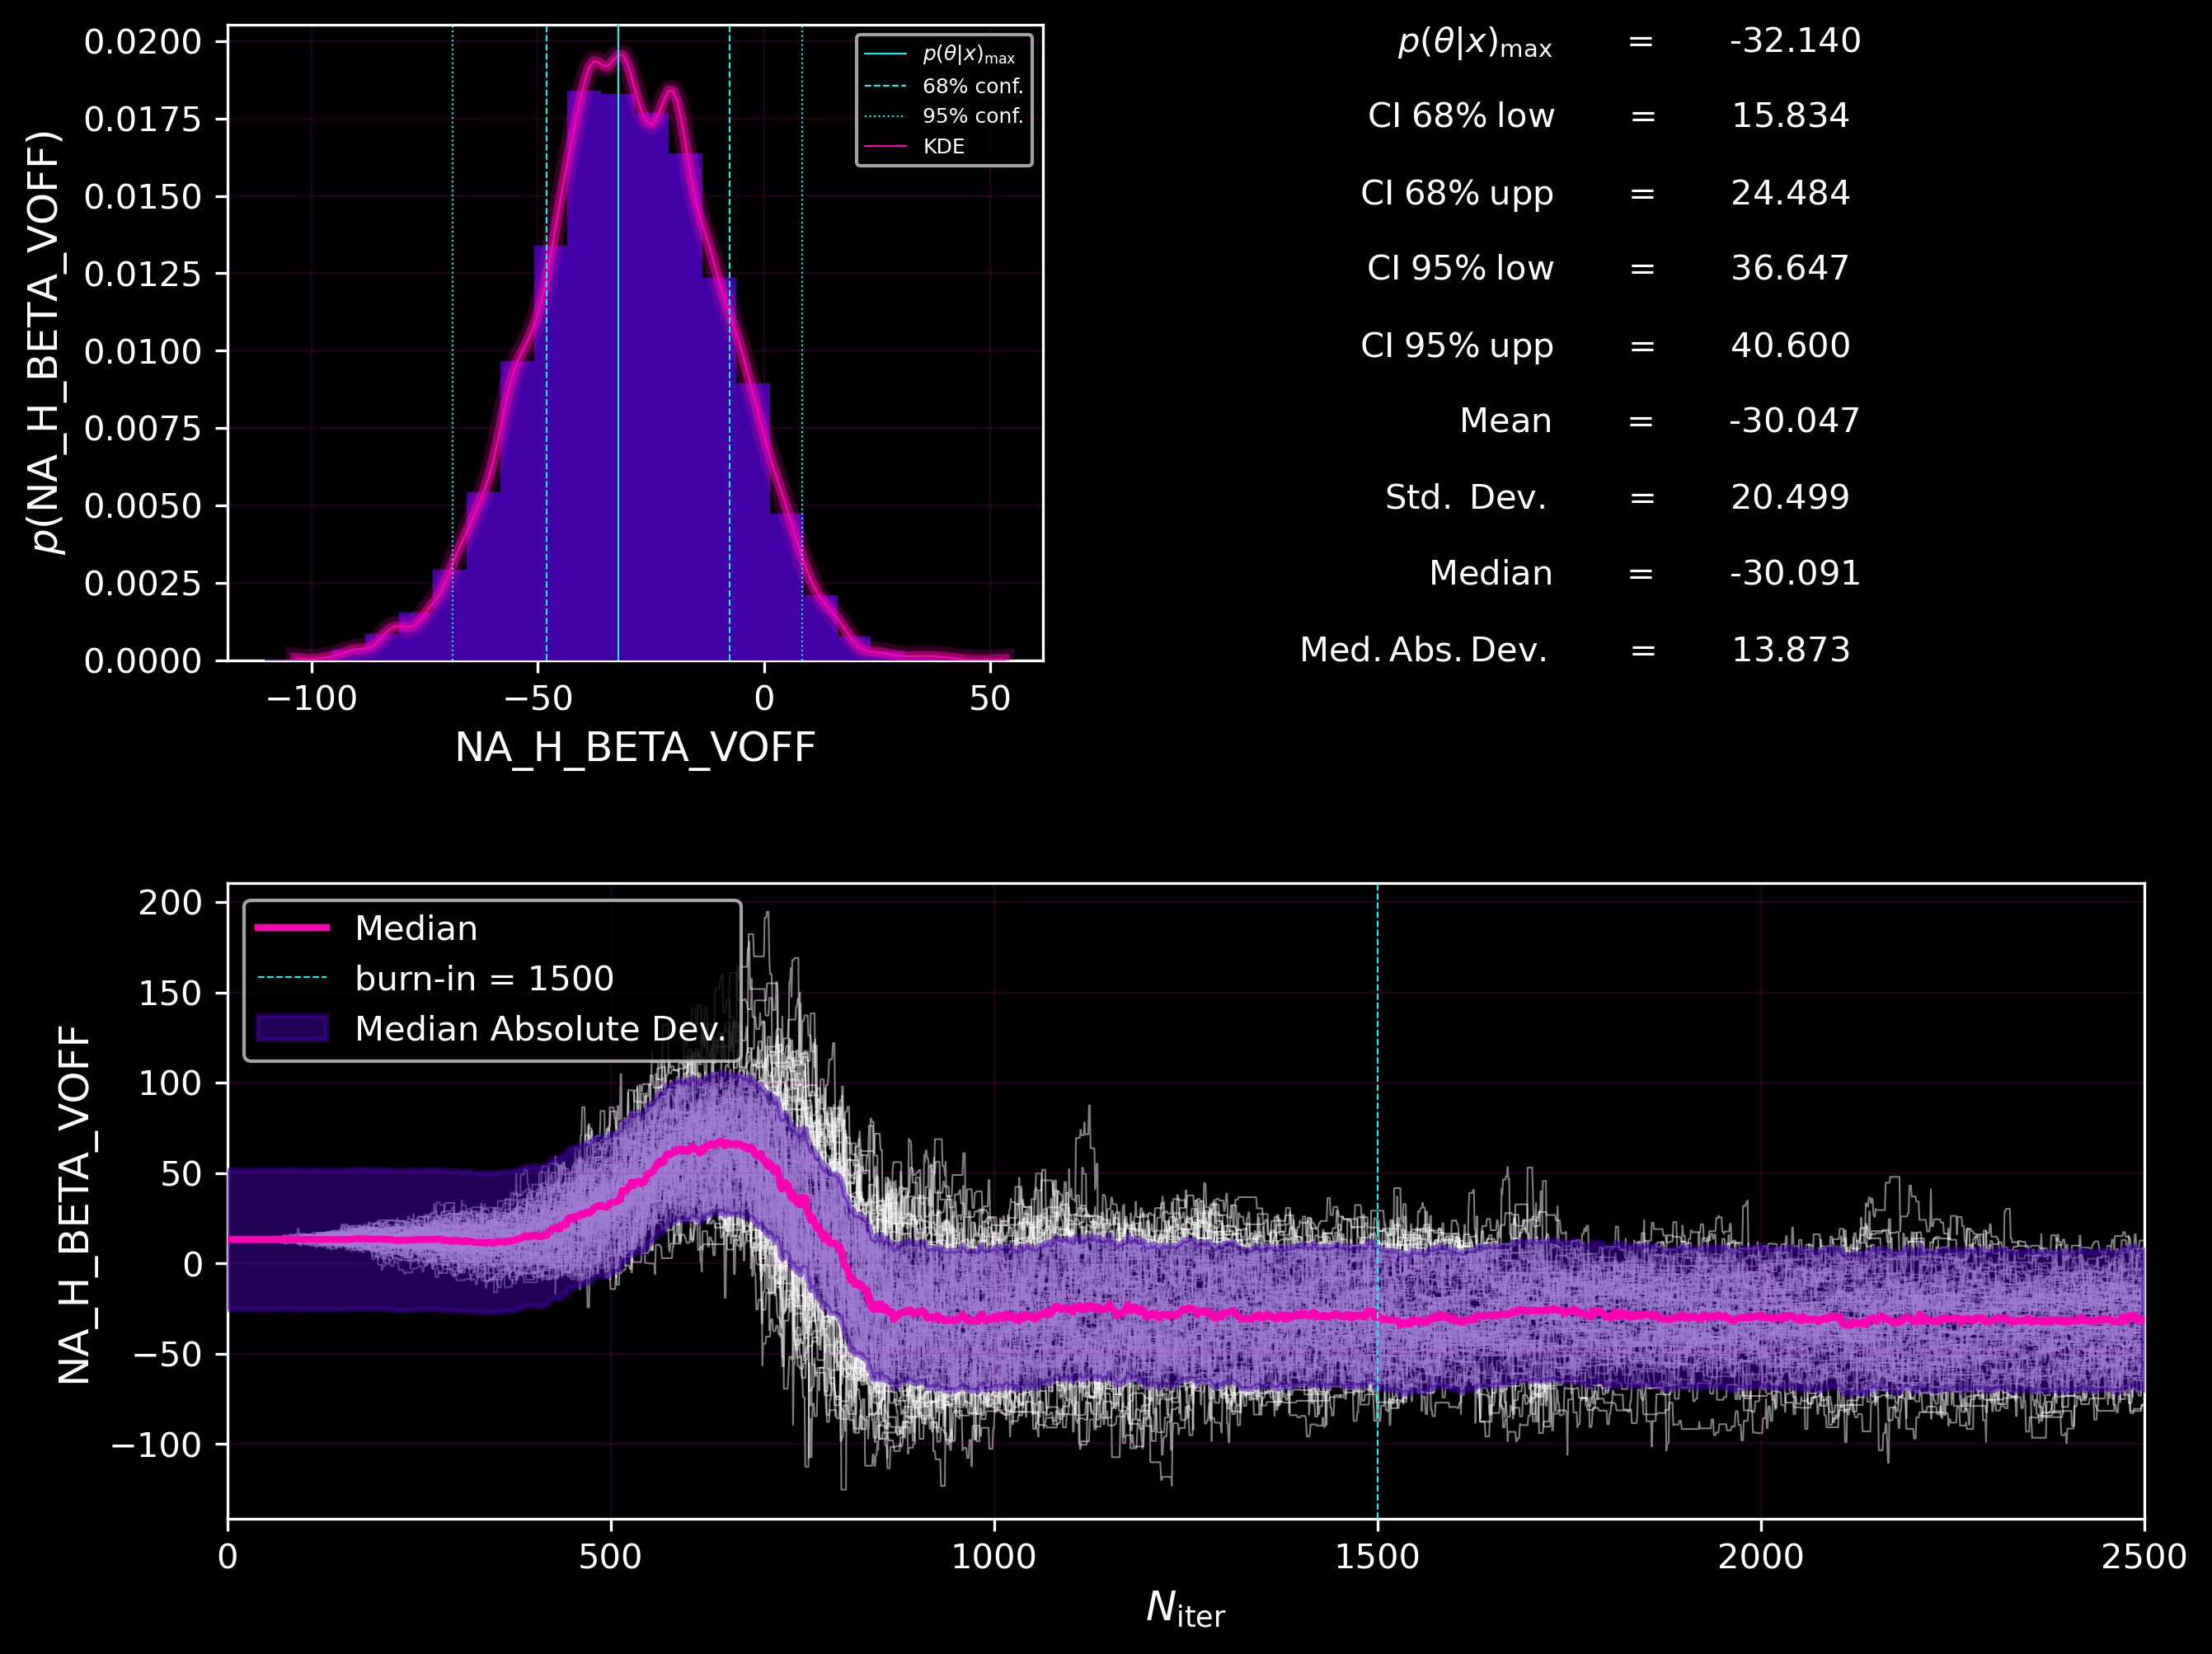 p(θ|x)max
68% conf.
95% conf.
KDE
0.0200
0.0175
0.0150
0.0125
0.0100
0.0075
0.0050
0.0025
0.0000
p(NA_H_BETA_VOFF)
−100
−50
0
50
NA_H_BETA_VOFF
p(θ|x)max = -32.140
CI 68% low = 15.834
CI 68% upp = 24.484
CI 95% low = 36.647
CI 95% upp = 40.600
Mean = -30.047
Std. Dev. = 20.499
Median = -30.091
Med. Abs. Dev. = 13.873
Median
burn-in = 1500
Median Absolute Dev.
200
150
100
50
0
−50
−100
NA_H_BETA_VOFF
0
500
1000
1500
2000
2500
Niter